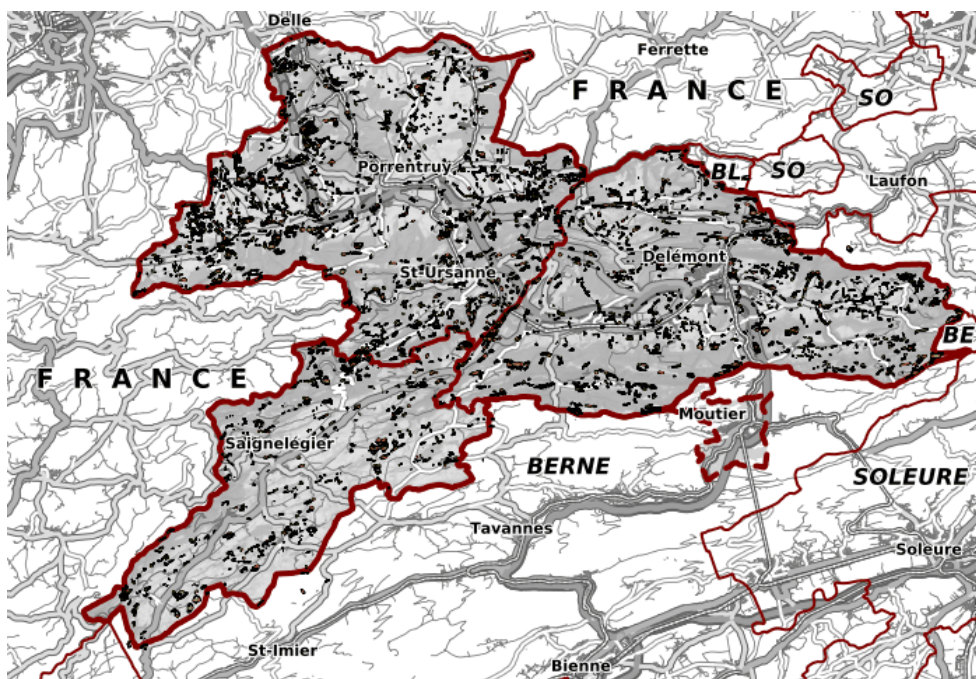 Delle
Ferrette
FRANCE
SO
Porrentruy
BL.
SO
Laufon
St-Ursanne
Delémont
BE
FRANCE
Moutier
Saignelégier
BERNE
SOLEURE
Tavannes
Soleure
St-Imier
Bienne